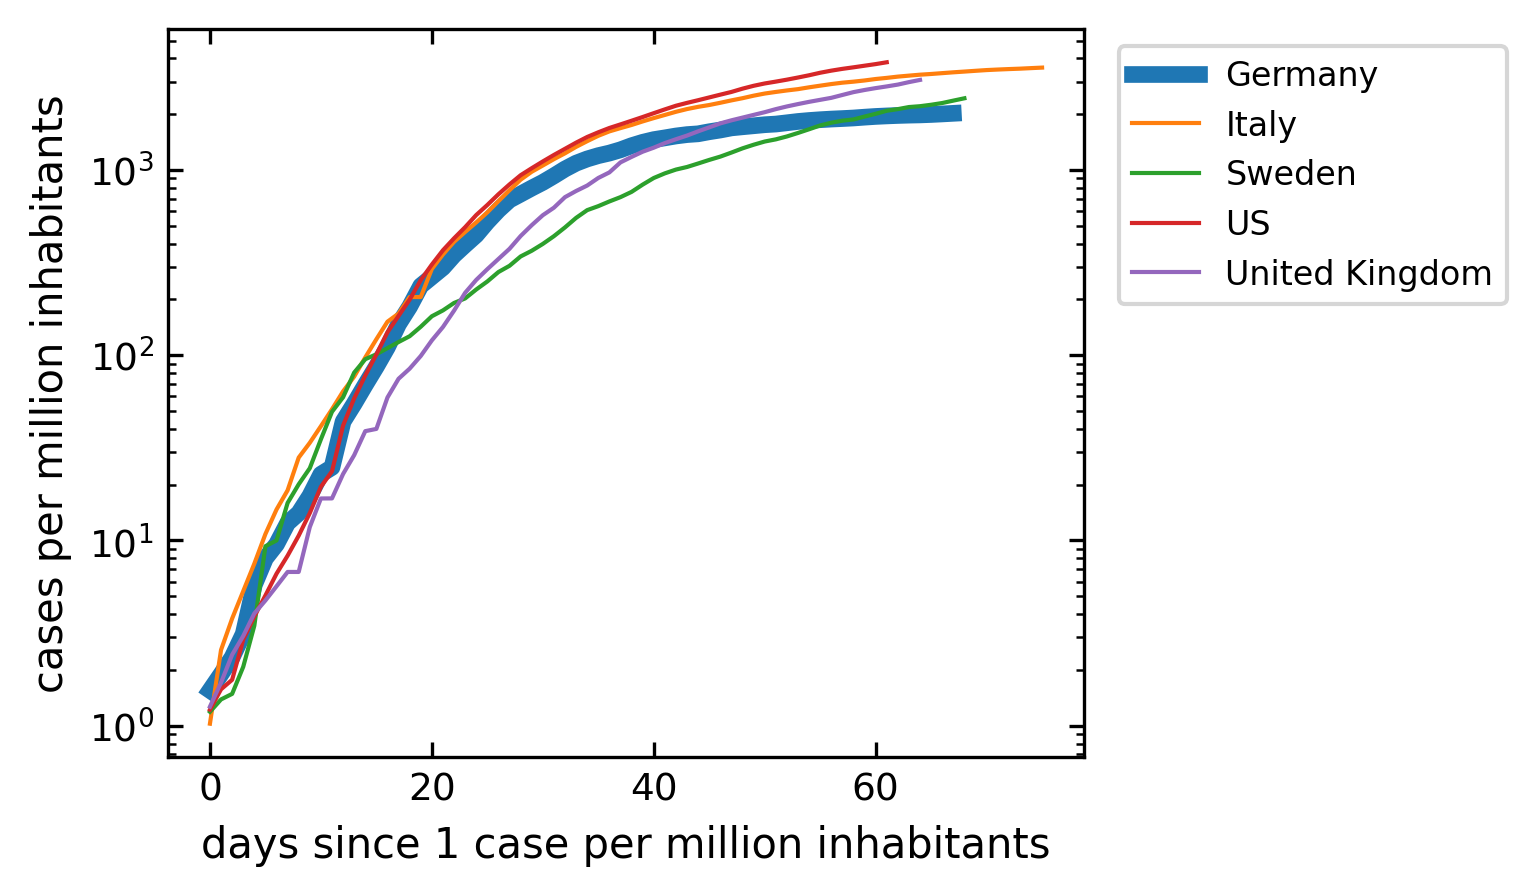 cases per million inhabitants
10³
10²
10¹
10⁰
0 20 40 60
days since 1 case per million inhabitants
Germany
Italy
Sweden
US
United Kingdom